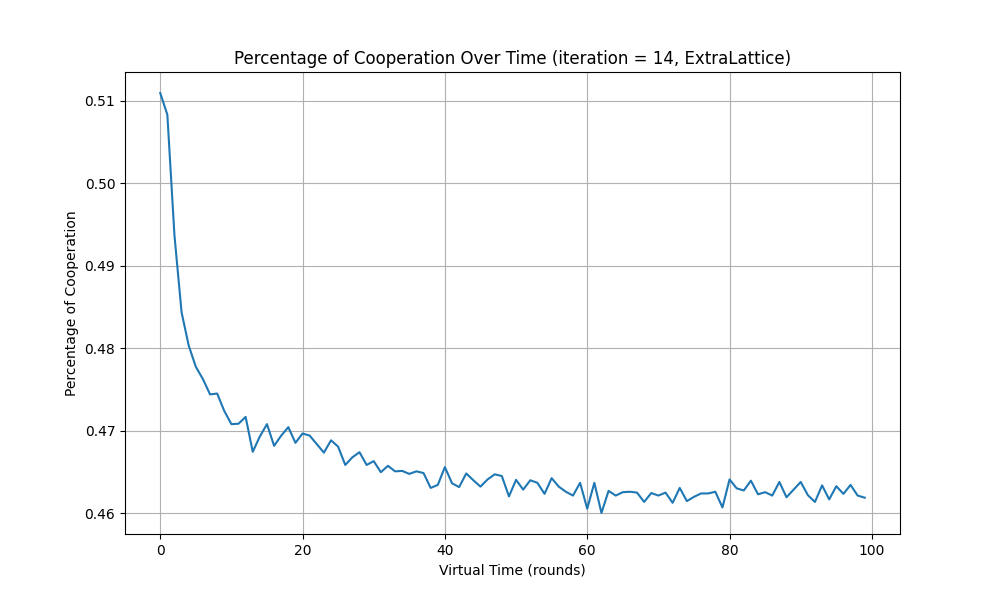 Percentage of Cooperation Over Time (iteration = 14, ExtraLattice)
0.51
0.50
0.49
0.48
0.47
0.46
Percentage of Cooperation
0 20 40 60 80 100
Virtual Time (rounds)